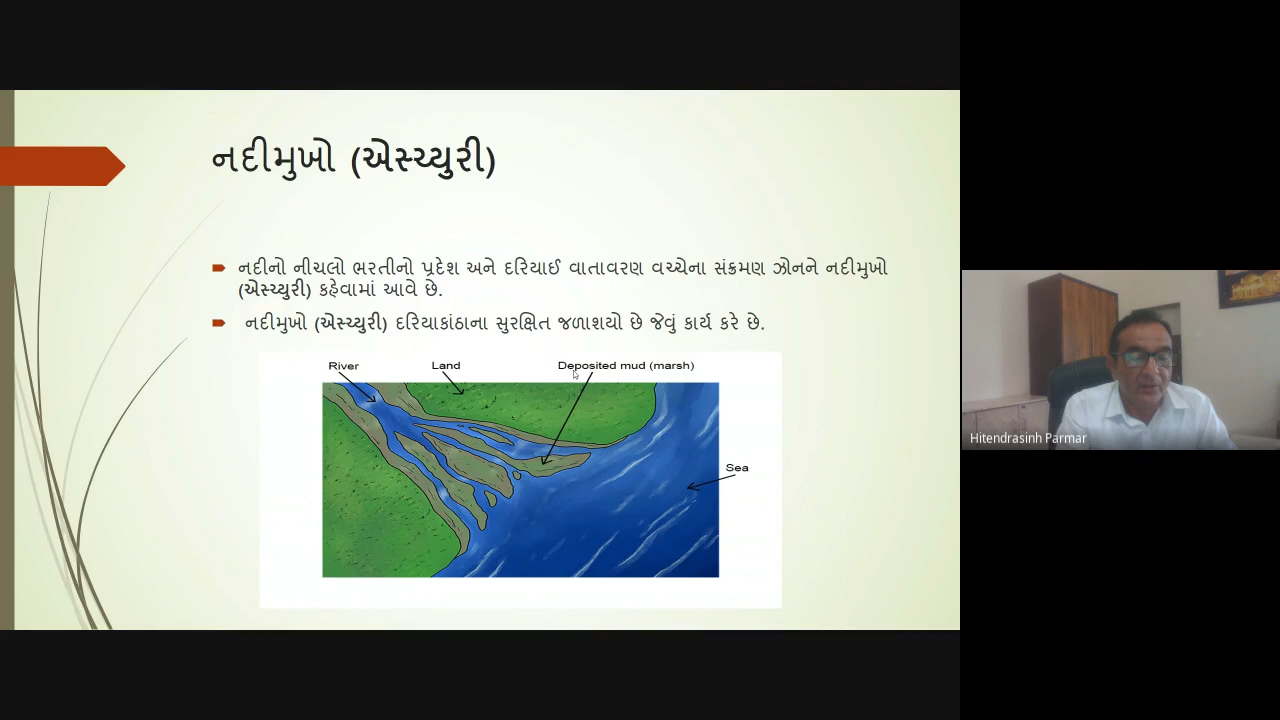 નદીમુખો (એસ્ચ્યુરી)
નદીનો નીચલો ભરતીનો પ્રદેશ અને દરિયાઈ વાતાવરણ વચ્ચેના સંક્રમણ ઝોનને નદીમુખો
(એસ્ચ્યુરી) કહેવામાં આવે છે.
નદીમુખો (એસ્ચ્યુરી) દરિયાકાંઠાના સુરક્ષિત જળાશયો છે જેવું કાર્ય કરે છે.
River Land Deposited mud (marsh)
Sea
Hitendrasinh Parmar